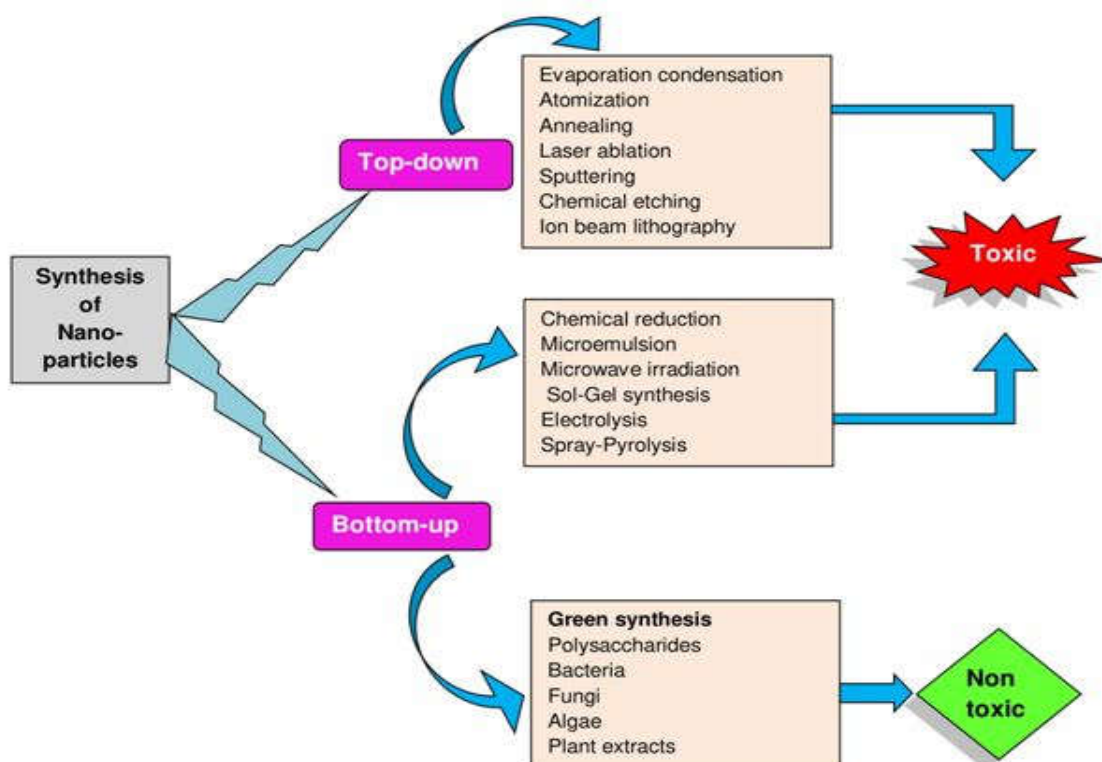 Synthesis
of
Nano-
particles
Top-down
Evaporation condensation
Atomization
Annealing
Laser ablation
Sputtering
Chemical etching
Ion beam lithography
Toxic
Bottom-up
Chemical reduction
Microemulsion
Microwave irradiation
Sol-Gel synthesis
Electrolysis
Spray-Pyrolysis
Green synthesis
Polysaccharides
Bacteria
Fungi
Algae
Plant extracts
Non
toxic